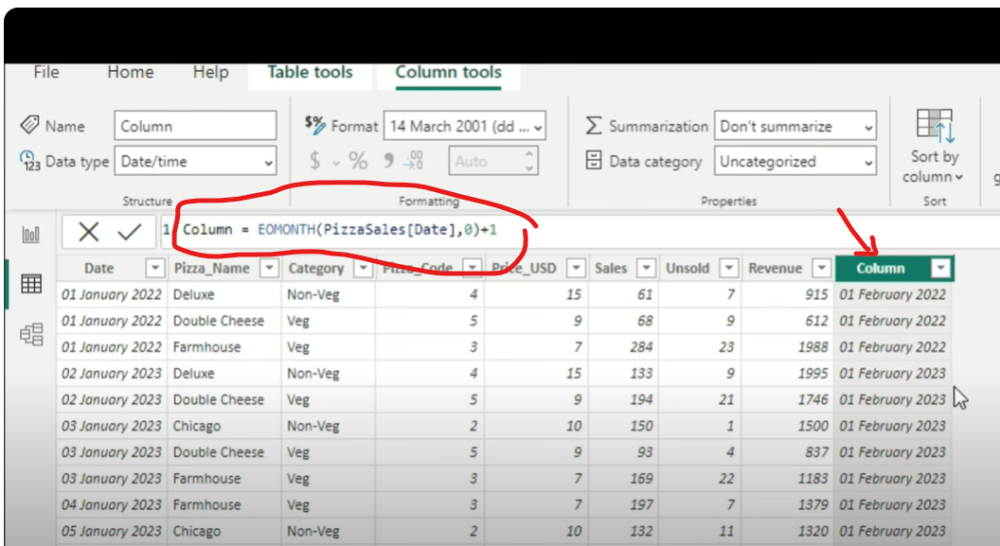 File Home Help Table tools Column tools
Name Column $% Format 14 March 2001 (dd ... Summarization Don't summarize
Data type Date/time $ % , .00 →.0 Auto Data category Uncategorized Sort by
column
Structure Formatting Properties Sort
1 Column = EOMONTH(PizzaSales[Date],0)+1
Date Pizza_Name Category Pizza_Code Price_USD Sales Unsold Revenue Column
01 January 2022 Deluxe Non-Veg 4 15 61 7 915 01 February 2022
01 January 2022 Double Cheese Veg 5 9 68 9 612 01 February 2022
01 January 2022 Farmhouse Veg 3 7 284 23 1988 01 February 2022
02 January 2023 Deluxe Non-Veg 4 15 133 9 1995 01 February 2023
02 January 2023 Double Cheese Veg 5 9 194 21 1746 01 February 2023
03 January 2023 Chicago Non-Veg 2 10 150 1 1500 01 February 2023
03 January 2023 Double Cheese Veg 5 9 93 4 837 01 February 2023
03 January 2023 Farmhouse Veg 3 7 169 22 1183 01 February 2023
04 January 2023 Farmhouse Veg 3 7 197 7 1379 01 February 2023
05 January 2023 Chicago Non-Veg 2 10 132 11 1320 01 February 2023